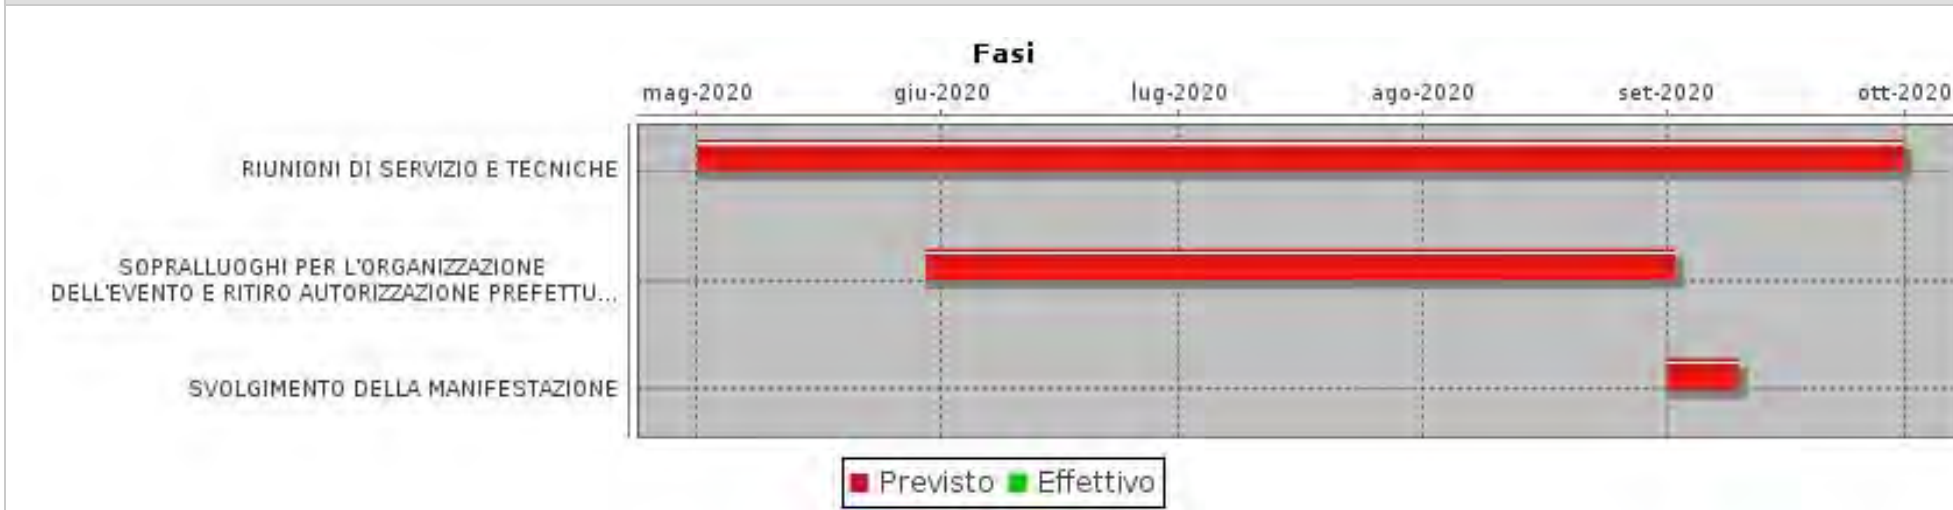 Fasi
mag-2020 giu-2020 lug-2020 ago-2020 set-2020 ott-2020
RIUNIONI DI SERVIZIO E TECNICHE
SOPRALLUOGHI PER L'ORGANIZZAZIONE
DELL'EVENTO E RITIRO AUTORIZZAZIONE PREFETTU...
SVOLGIMENTO DELLA MANIFESTAZIONE
Previsto Effettivo